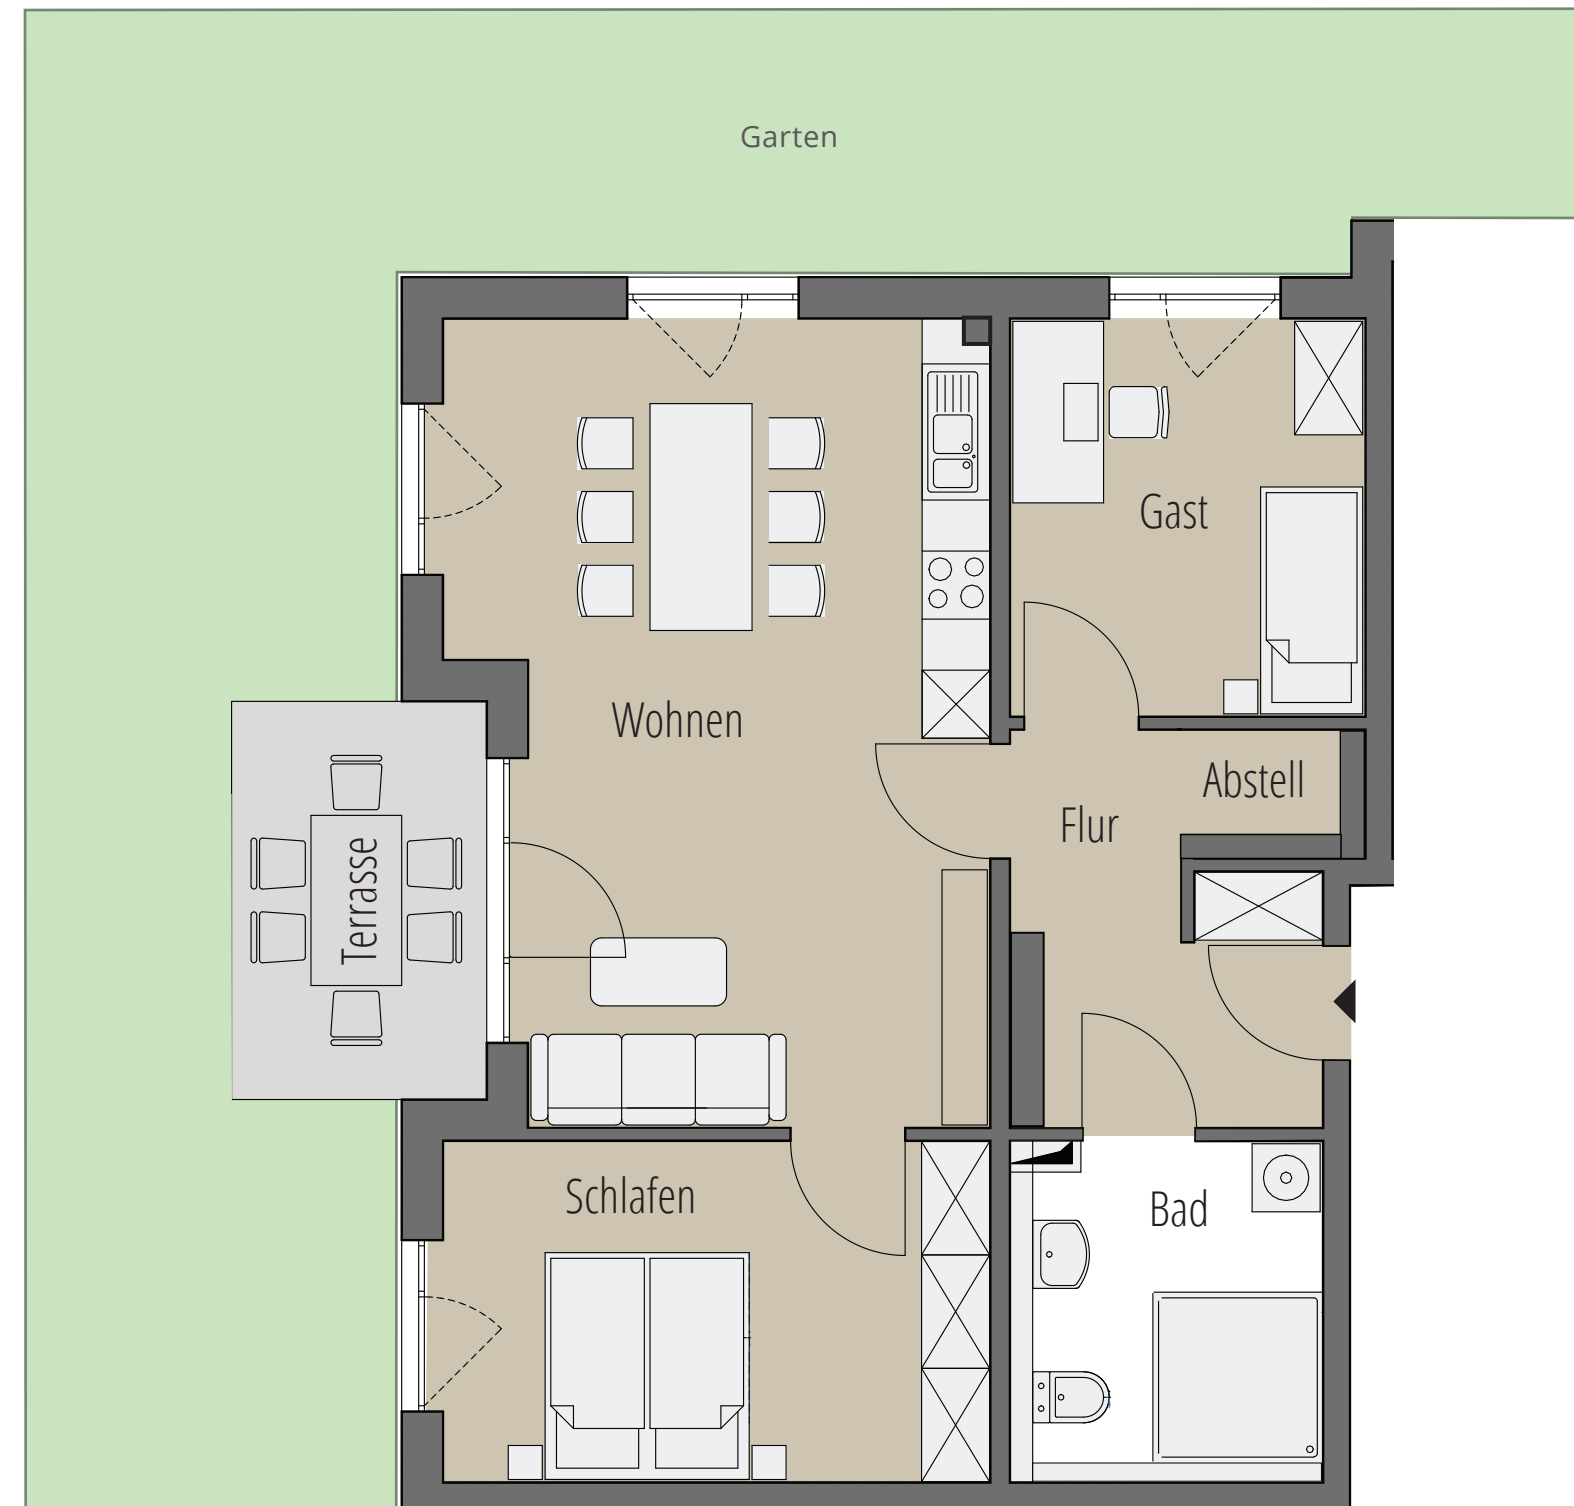 Garten
Gast
Wohnen
Abstell
Flur
Terrasse
Schlafen
Bad